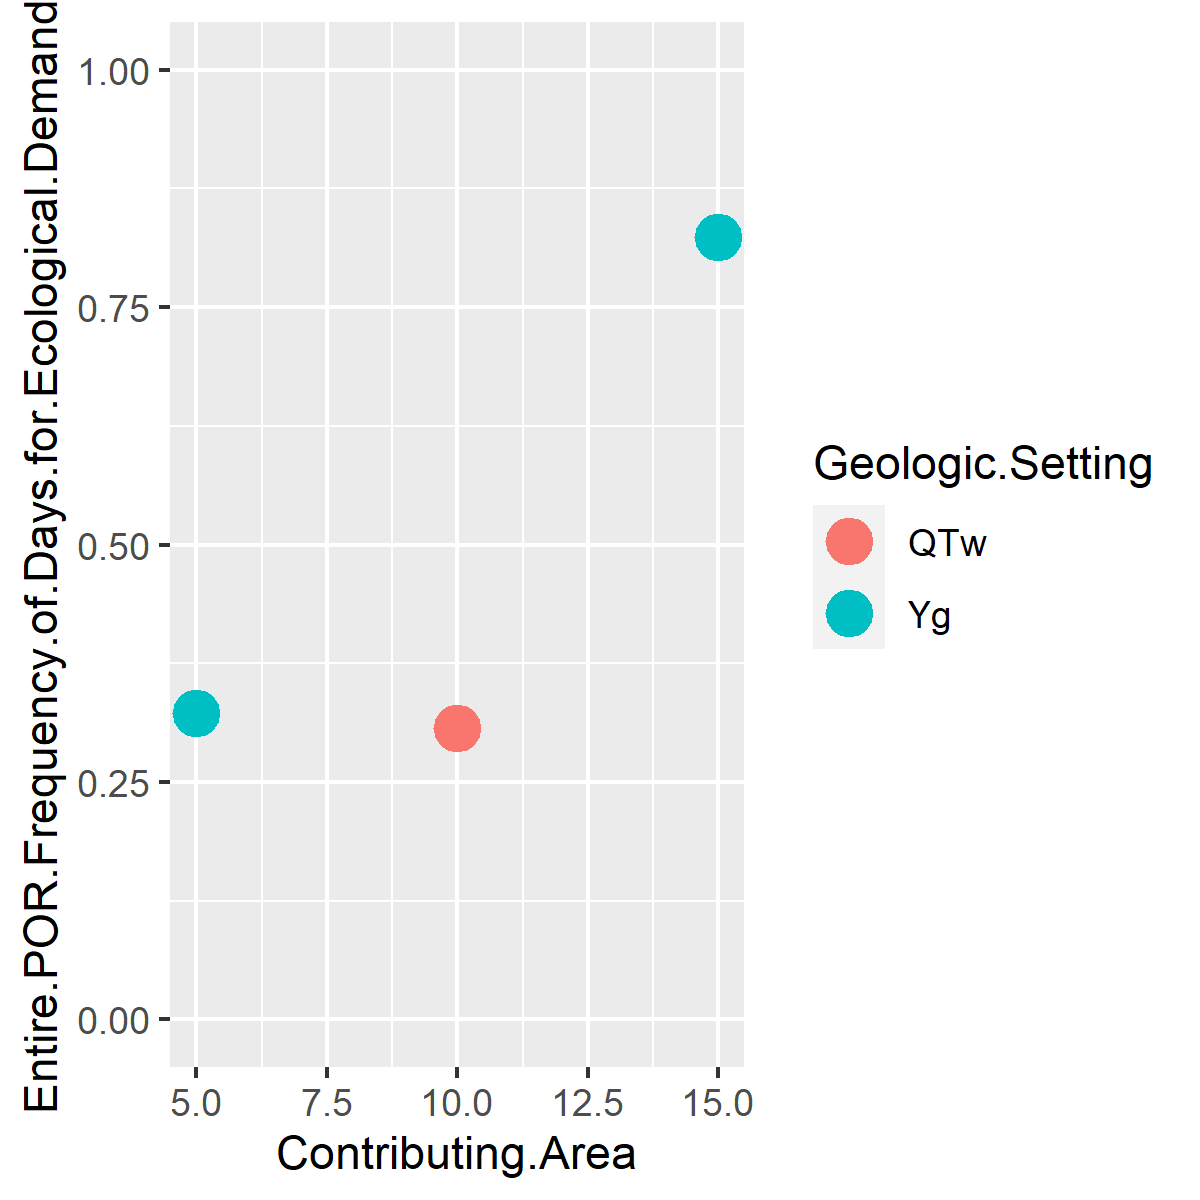 Entire.POR.Frequency.of.Days.for.Ecological.Demand
1.00
0.75
0.50
0.25
0.00
5.0 7.5 10.0 12.5 15.0
Contributing.Area
Geologic.Setting
QTw
Yg